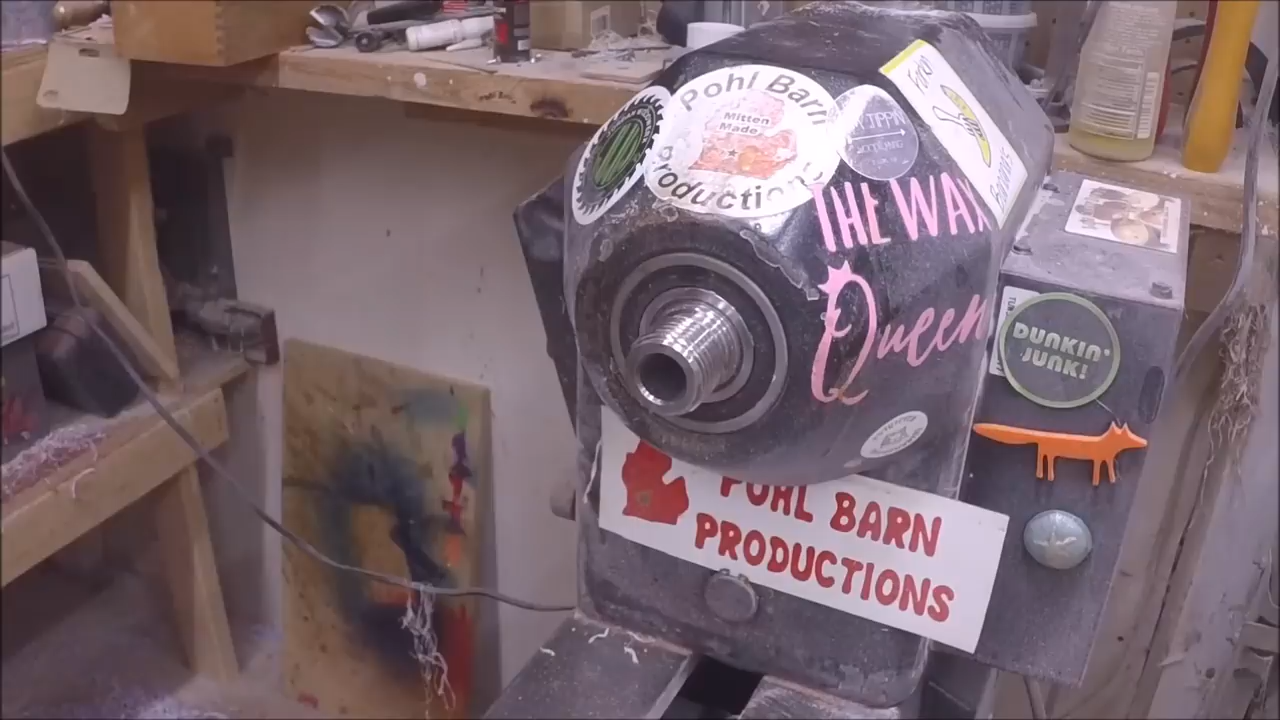 Pohl Barn
Mitten
Made
Productions
THE WAX
Queen
DUNKIN'
JUNK!
POHL BARN
PRODUCTIONS